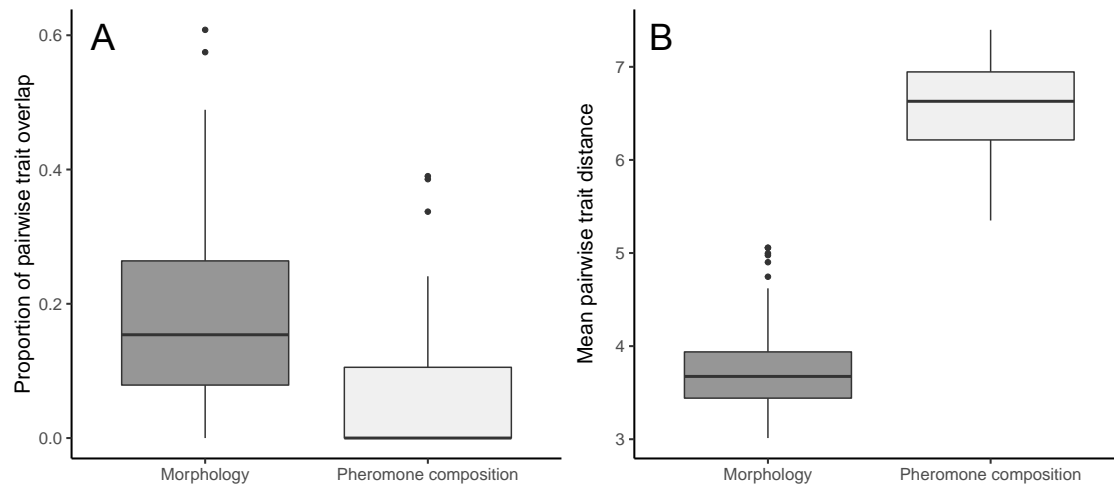 A
Proportion of pairwise trait overlap
0.6
0.4
0.2
0.0
Morphology
Pheromone composition
B
Mean pairwise trait distance
7
6
5
4
3
Morphology
Pheromone composition